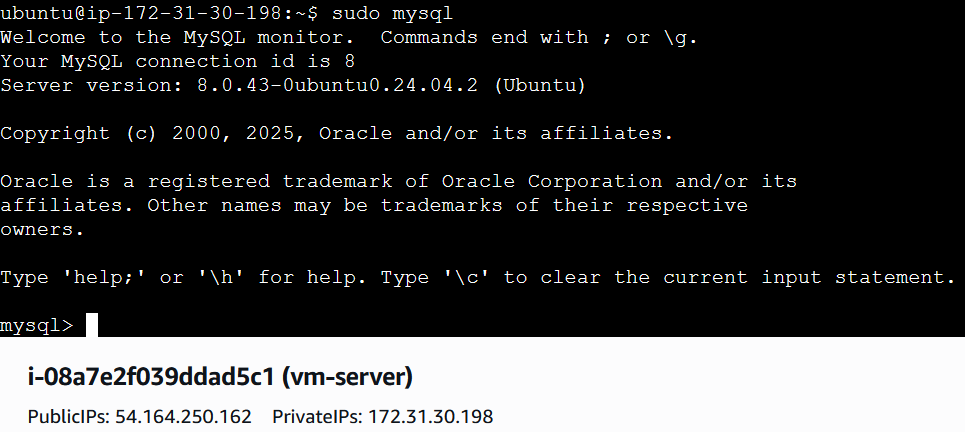 ubuntu@ip-172-31-30-198:~$ sudo mysql
Welcome to the MySQL monitor.  Commands end with ; or \g.
Your MySQL connection id is 8
Server version: 8.0.43-0ubuntu0.24.04.2 (Ubuntu)
Copyright (c) 2000, 2025, Oracle and/or its affiliates.
Oracle is a registered trademark of Oracle Corporation and/or its
affiliates. Other names may be trademarks of their respective
owners.
Type 'help;' or '\h' for help. Type '\c' to clear the current input statement.
mysql>
i-08a7e2f039ddad5c1 (vm-server)
PublicIPs: 54.164.250.162    PrivateIPs: 172.31.30.198